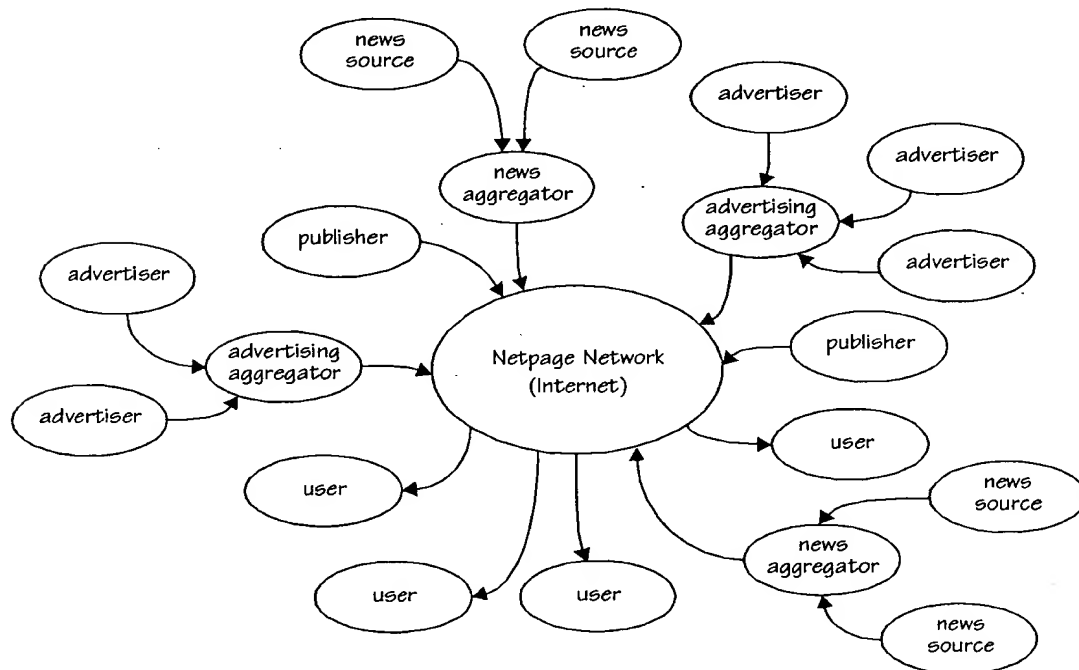 news
source
news
source
advertiser
advertiser
news
aggregator
advertising
aggregator
publisher
advertiser
advertiser
publisher
advertising
aggregator
Netpage Network
(Internet)
advertiser
user
user
news
source
news
aggregator
user
user
news
source